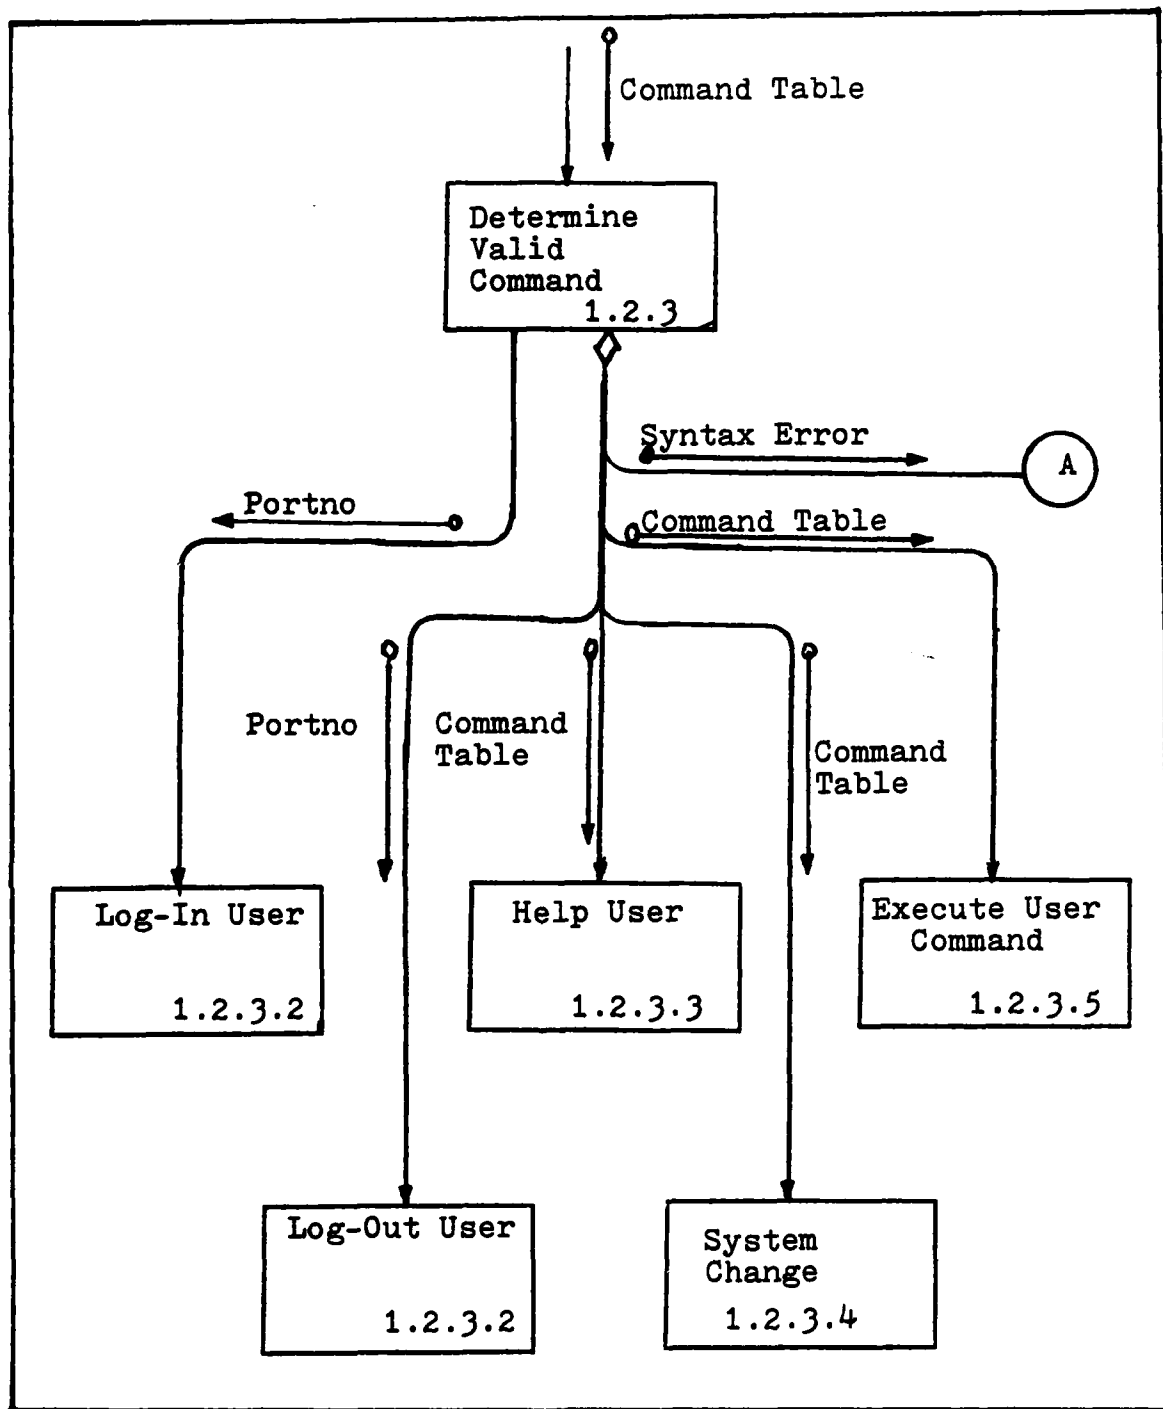 Command Table
Determine
Valid
Command
1.2.3
Syntax Error
A
Portno
Command Table
Portno
Command
Table
Command
Table
Log-In User
1.2.3.2
Help User
1.2.3.3
Execute User
Command
1.2.3.5
Log-Out User
1.2.3.2
System
Change
1.2.3.4